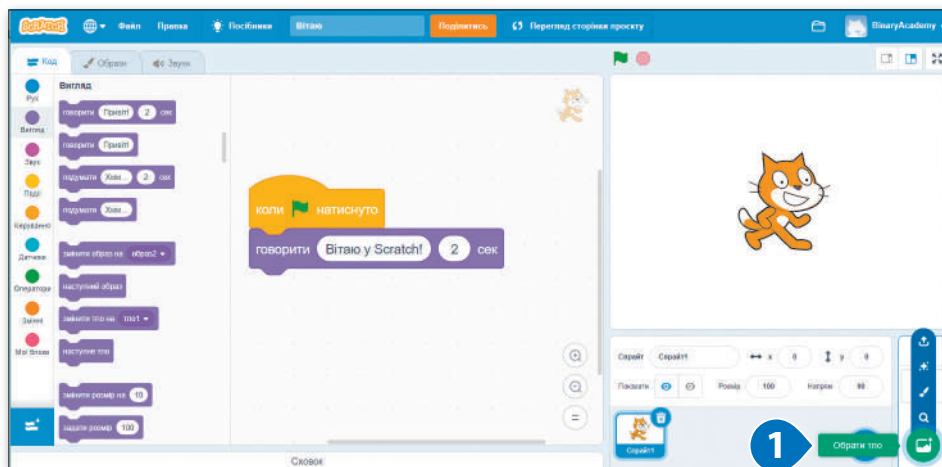 SCRATCH Файл Правка Посібники Вітаю Поділитись Перегляд сторінки проєкту BinaryAcademy
Код Образи Звуки
Рух
Вигляд
Звук
Події
Керування
Датчики
Оператори
Змінні
Мої блоки
Вигляд
говорити Привіт! 2 сек
говорити Привіт!
подумати Хмм... 2 сек
подумати Хмм...
змінити образ на образ2
наступний образ
змінити тло на тло1
наступне тло
змінити розмір на 10
задати розмір 100
коли натиснуто
говорити Вітаю у Scratch! 2 сек
Сховок
Спрайт Спрайт1 x 0 y 0
Показати Розмір 100 Напрям 90
Спрайт1
1 Обрати тло